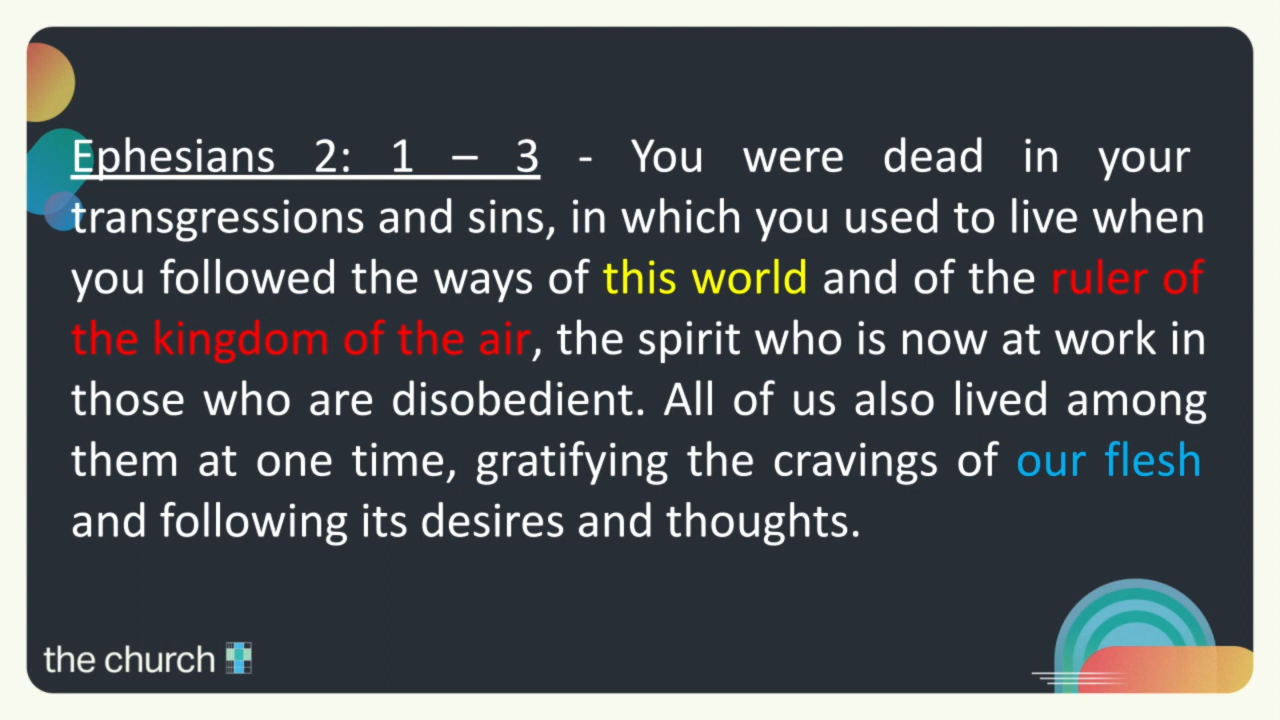 Ephesians 2: 1 – 3 - You were dead in your
transgressions and sins, in which you used to live when
you followed the ways of this world and of the ruler of
the kingdom of the air, the spirit who is now at work in
those who are disobedient. All of us also lived among
them at one time, gratifying the cravings of our flesh
and following its desires and thoughts.
the church